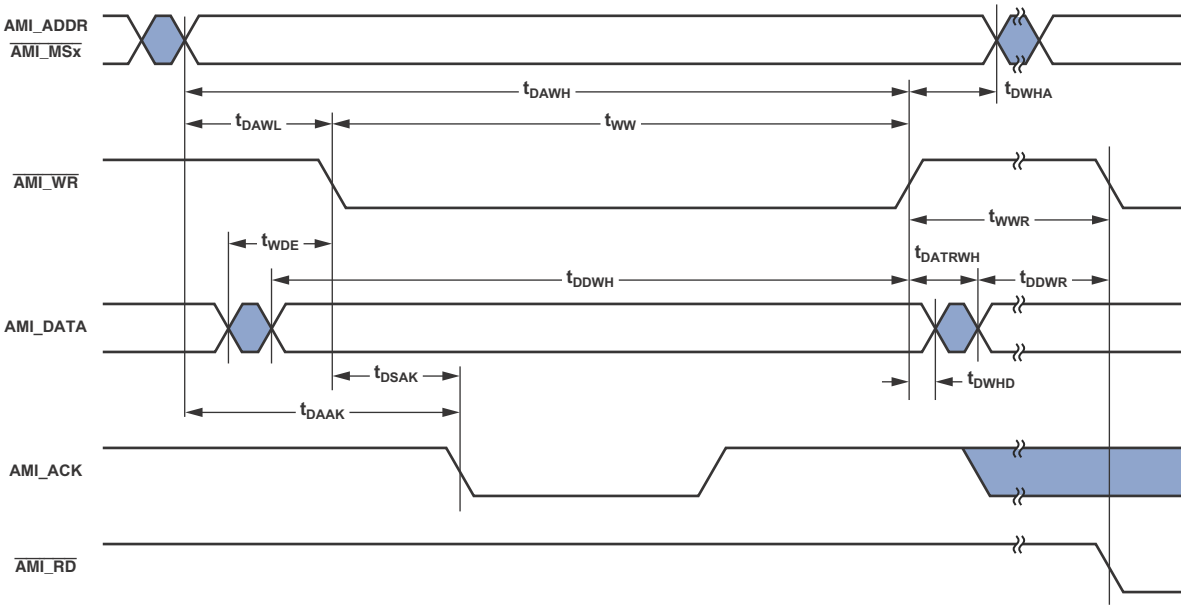 AMI_ADDR
AMI_MSx
tDAWH
tDWHA
tDAWL
tWW
AMI_WR
tWWR
tWDE
tDATRWH
tDDWH
tDDWR
AMI_DATA
tDSAK
tDWHD
tDAAK
AMI_ACK
AMI_RD